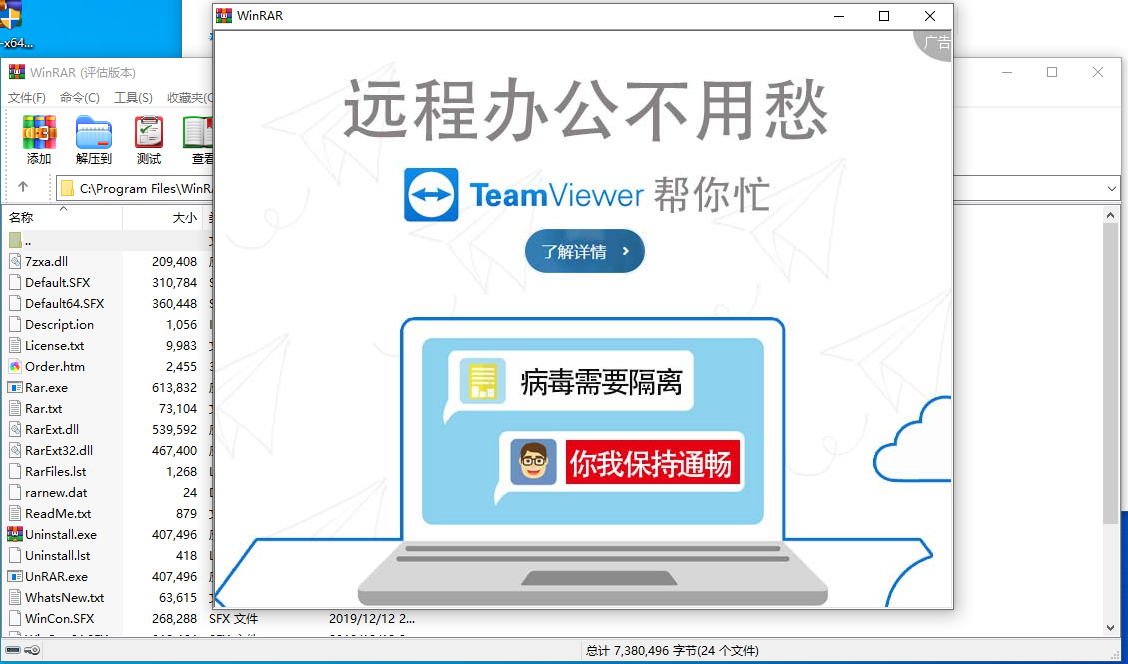 -x64...
WinRAR
广告
WinRAR (评估版本)
文件(F) 命令(C) 工具(S) 收藏夹(O
添加 解压到 测试 查看
C:\Program Files\WinRA
名称 大小
..
7zxa.dll 209,408
Default.SFX 310,784
Default64.SFX 360,448
Descript.ion 1,056
License.txt 9,983
Order.htm 2,455
Rar.exe 613,832
Rar.txt 73,104
RarExt.dll 539,592
RarExt32.dll 467,400
RarFiles.lst 1,268
rarnew.dat 24
ReadMe.txt 879
Uninstall.exe 407,496
Uninstall.lst 418
UnRAR.exe 407,496
WhatsNew.txt 63,615
WinCon.SFX 268,288 SFX 文件 2019/12/12 2...
总计 7,380,496 字节(24 个文件)
远程办公不用愁
TeamViewer 帮你忙
了解详情 ›
病毒需要隔离
你我保持通畅